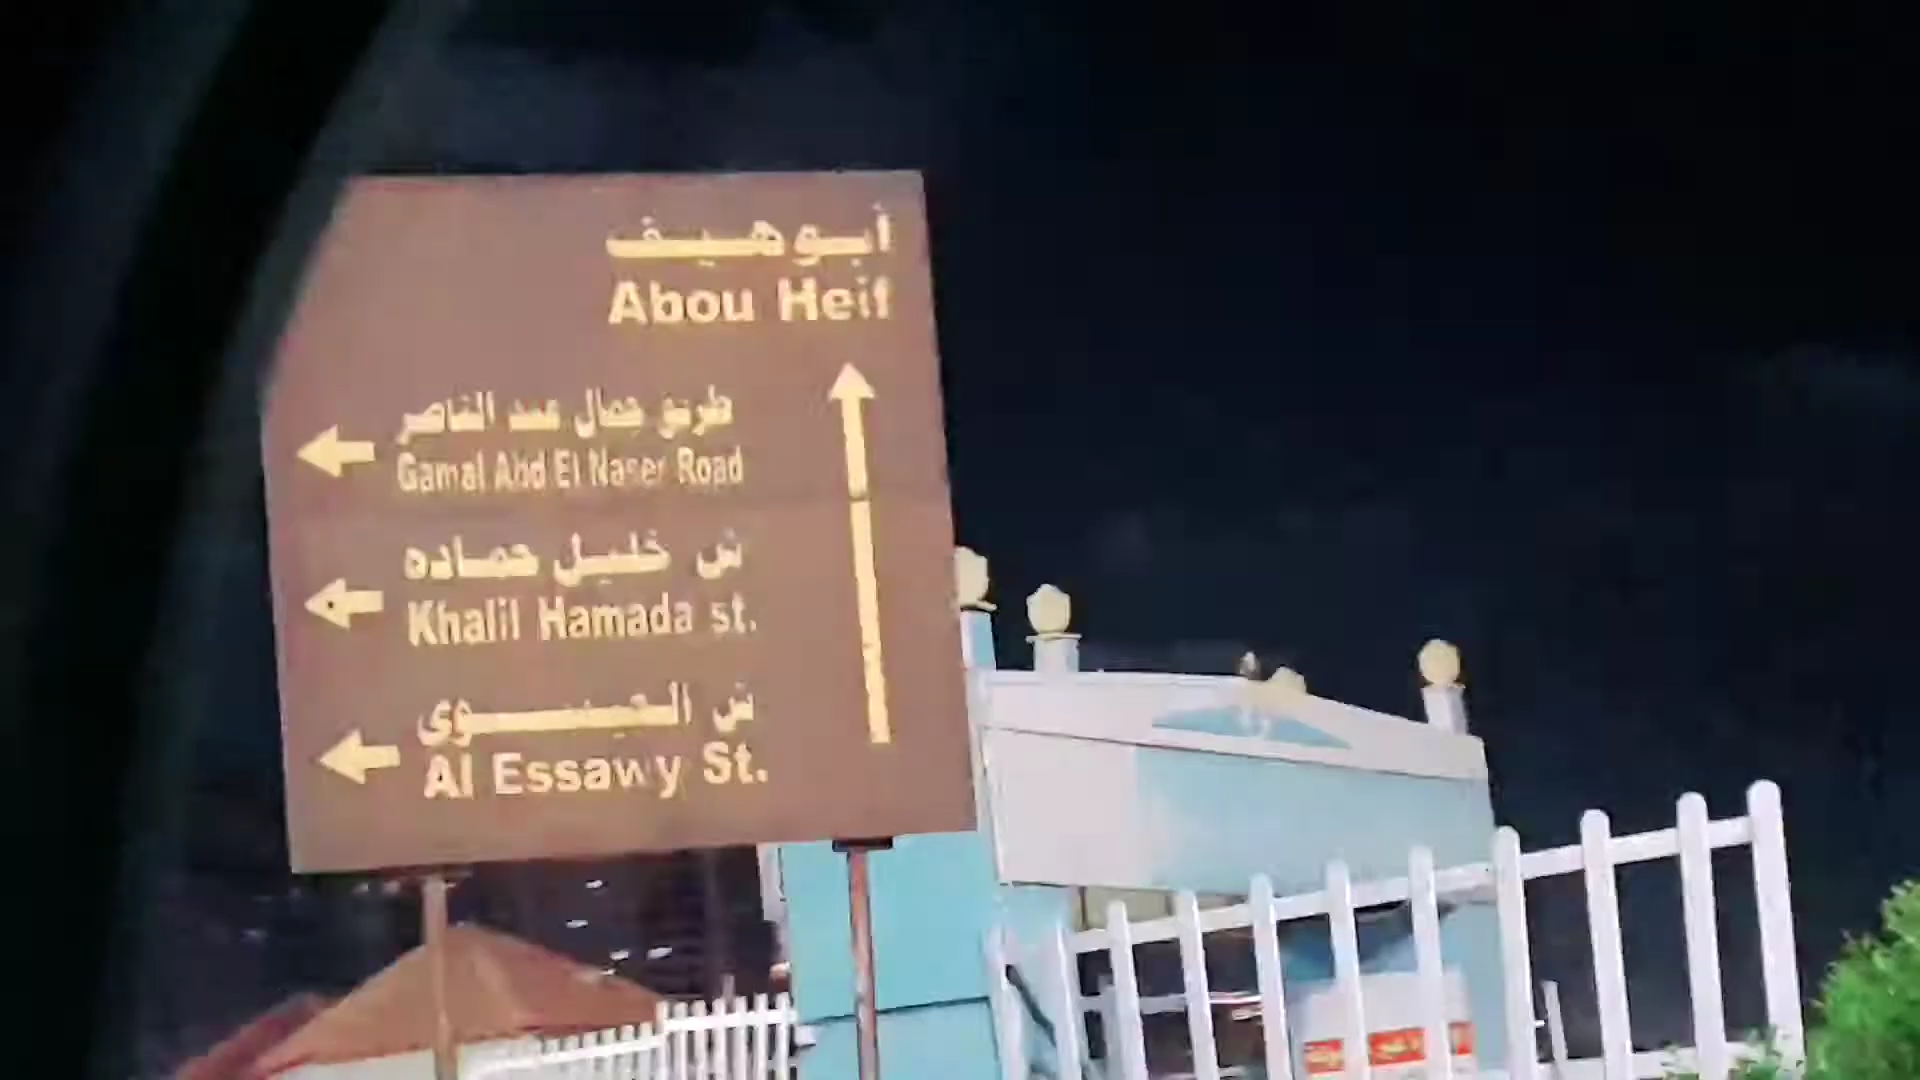 أبو هيف
Abou Heif
طريق جمال عبد الناصر
Gamal Abd El Naser Road
ش خليل حماده
Khalil Hamada st.
ش العيسوى
Al Essawy St.